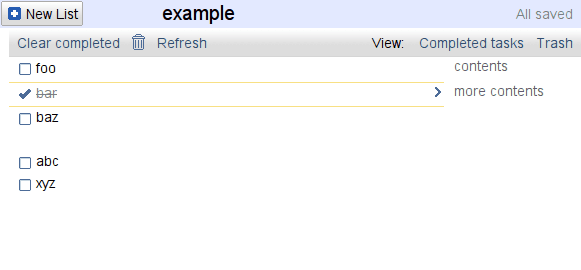 New List example All saved
Clear completed Refresh View: Completed tasks Trash
foo contents
bar more contents
baz
abc
xyz